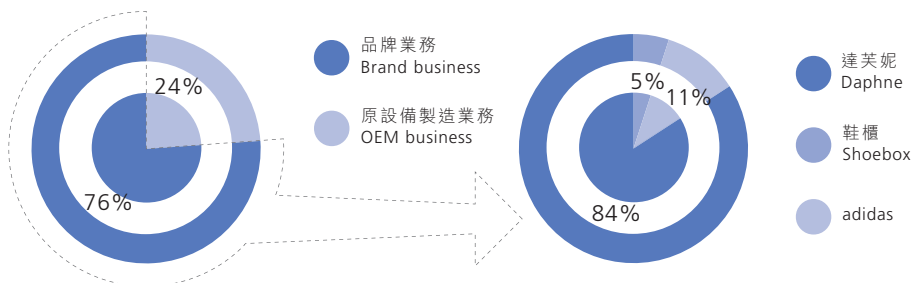 24%
76%
品牌業務
Brand business
原設備製造業務
OEM business
5%
11%
84%
達芙妮
Daphne
鞋櫃
Shoebox
adidas